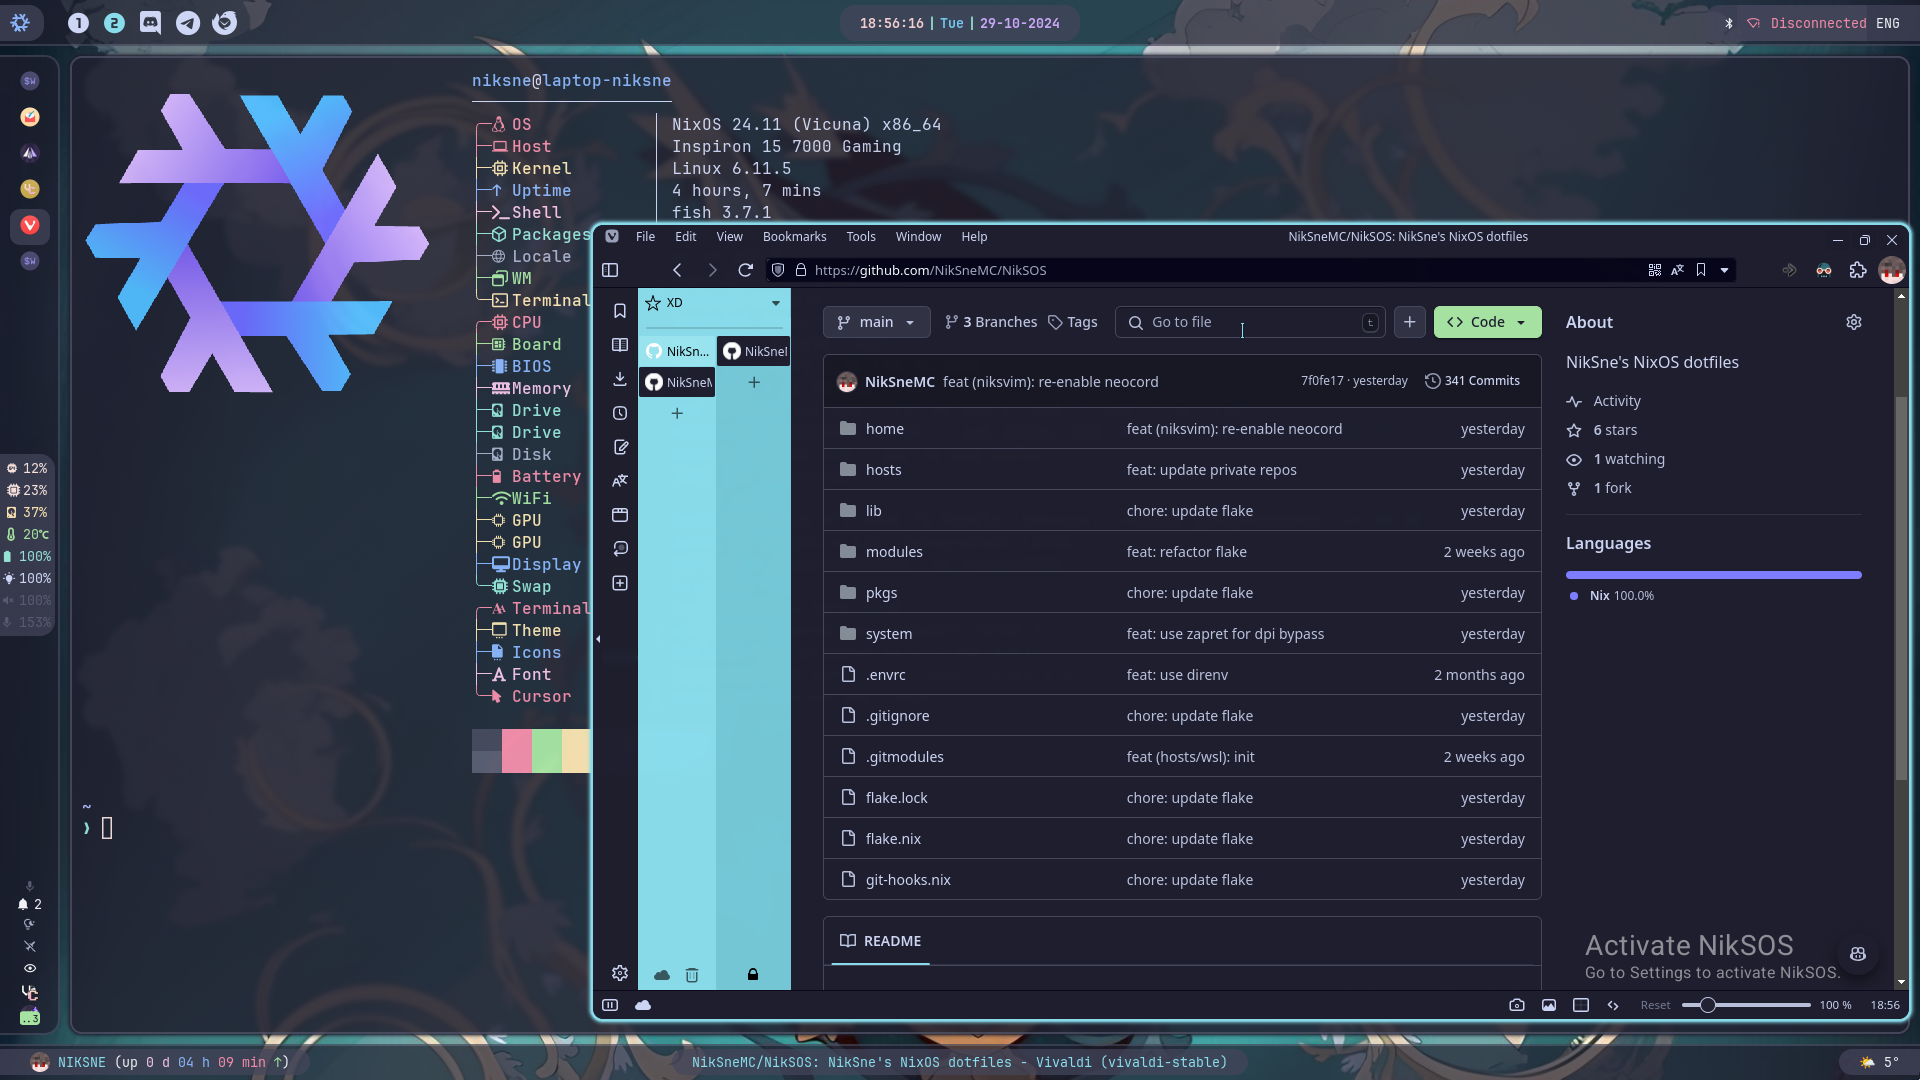 1 2 18:56:16 | Tue | 29-10-2024 Disconnected ENG
niksne@laptop-niksne
OS NixOS 24.11 (Vicuna) x86_64
Host Inspiron 15 7000 Gaming
Kernel Linux 6.11.5
Uptime 4 hours, 7 mins
Shell fish 3.7.1
Packages
Locale
WM
Terminal
CPU
Board
BIOS
Memory
Drive
Drive
Disk
Battery
WiFi
GPU
GPU
Display
Swap
Terminal
Theme
Icons
Font
Cursor
~
❯
12%
23%
37%
20℃
100%
100%
100%
153%
2
File Edit View Bookmarks Tools Window Help NikSneMC/NikSOS: NikSne's NixOS dotfiles
https://github.com/NikSneMC/NikSOS
XD
NikSn...
NikSneM
main 3 Branches Tags Go to file t + Code
NikSneMC feat (niksvim): re-enable neocord 7f0fe17 · yesterday 341 Commits
home feat (niksvim): re-enable neocord yesterday
hosts feat: update private repos yesterday
lib chore: update flake yesterday
modules feat: refactor flake 2 weeks ago
pkgs chore: update flake yesterday
system feat: use zapret for dpi bypass yesterday
.envrc feat: use direnv 2 months ago
.gitignore chore: update flake yesterday
.gitmodules feat (hosts/wsl): init 2 weeks ago
flake.lock chore: update flake yesterday
flake.nix chore: update flake yesterday
git-hooks.nix chore: update flake yesterday
README
About
NikSne's NixOS dotfiles
Activity
6 stars
1 watching
1 fork
Languages
Nix 100.0%
Activate NikSOS
Go to Settings to activate NikSOS.
Reset 100 % 18:56
NIKSNE (up 0 d 04 h 09 min ↑)
NikSneMC/NikSOS: NikSne's NixOS dotfiles - Vivaldi (vivaldi-stable)
5°